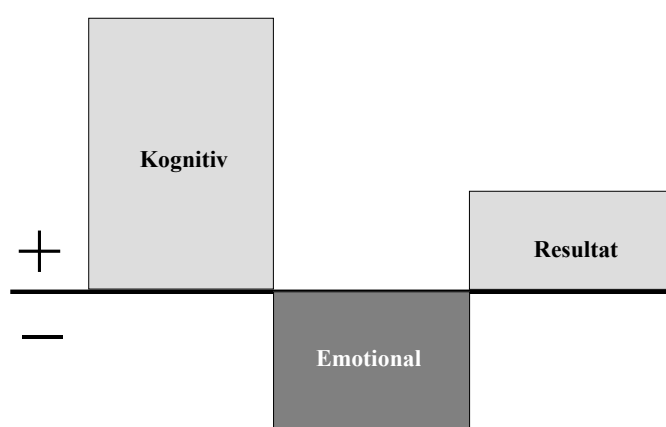 Kognitiv
+
Resultat
–
Emotional